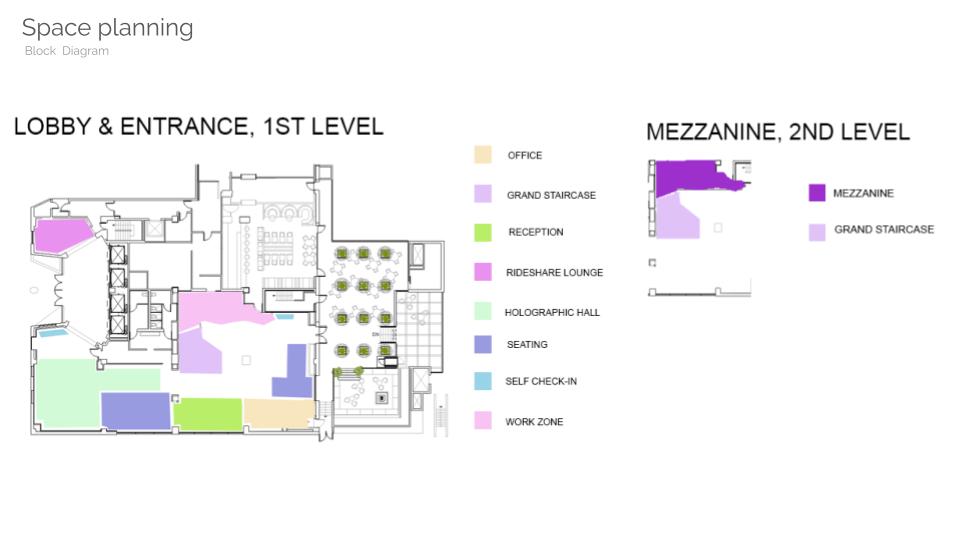 Space planning
Block Diagram
LOBBY & ENTRANCE, 1ST LEVEL
OFFICE
GRAND STAIRCASE
RECEPTION
RIDESHARE LOUNGE
HOLOGRAPHIC HALL
SEATING
SELF CHECK-IN
WORK ZONE
MEZZANINE, 2ND LEVEL
MEZZANINE
GRAND STAIRCASE